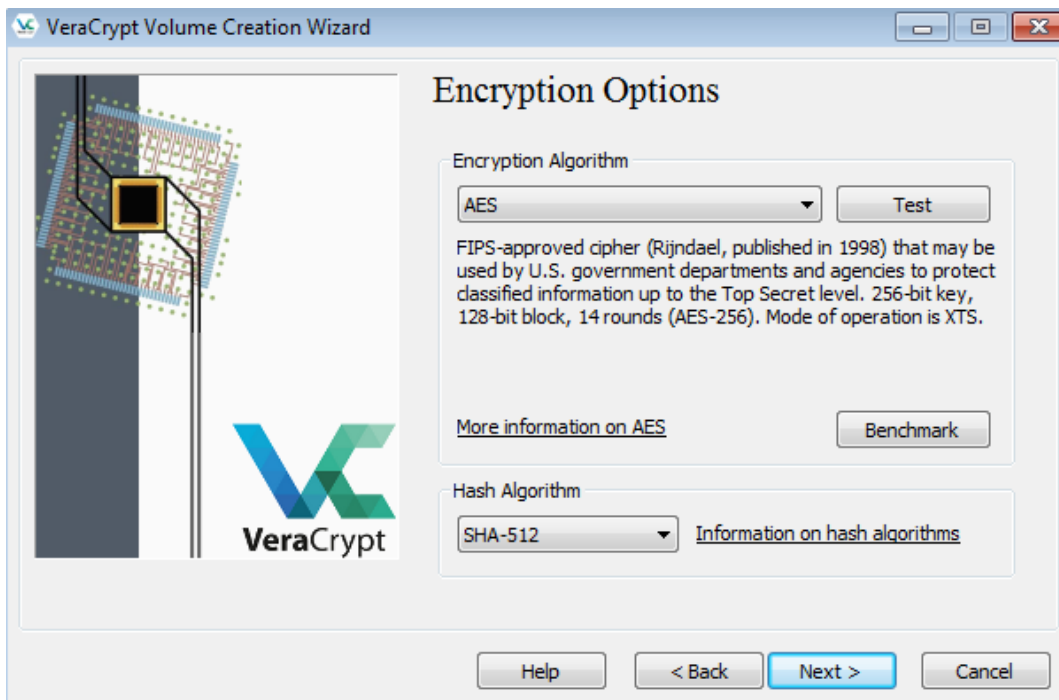 VeraCrypt Volume Creation Wizard
Encryption Options
Encryption Algorithm
AES
Test
FIPS-approved cipher (Rijndael, published in 1998) that may be
used by U.S. government departments and agencies to protect
classified information up to the Top Secret level. 256-bit key,
128-bit block, 14 rounds (AES-256). Mode of operation is XTS.
More information on AES
Benchmark
Hash Algorithm
SHA-512
Information on hash algorithms
VeraCrypt
Help
< Back
Next >
Cancel